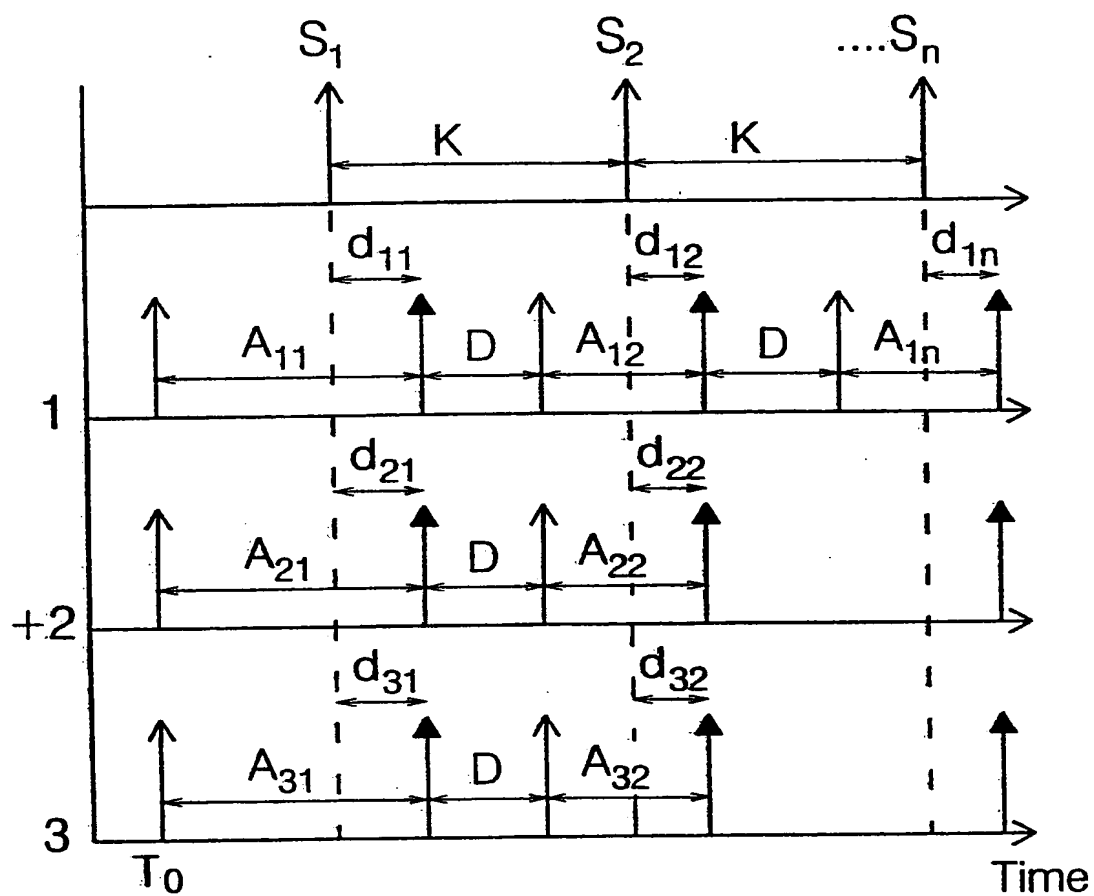 S1 S2 ....Sn
K K
d11 d12 d1n
A11 D A12 D A1n
1
d21 d22
A21 D A22
+2
d31 d32
A31 D A32
3
T0 Time